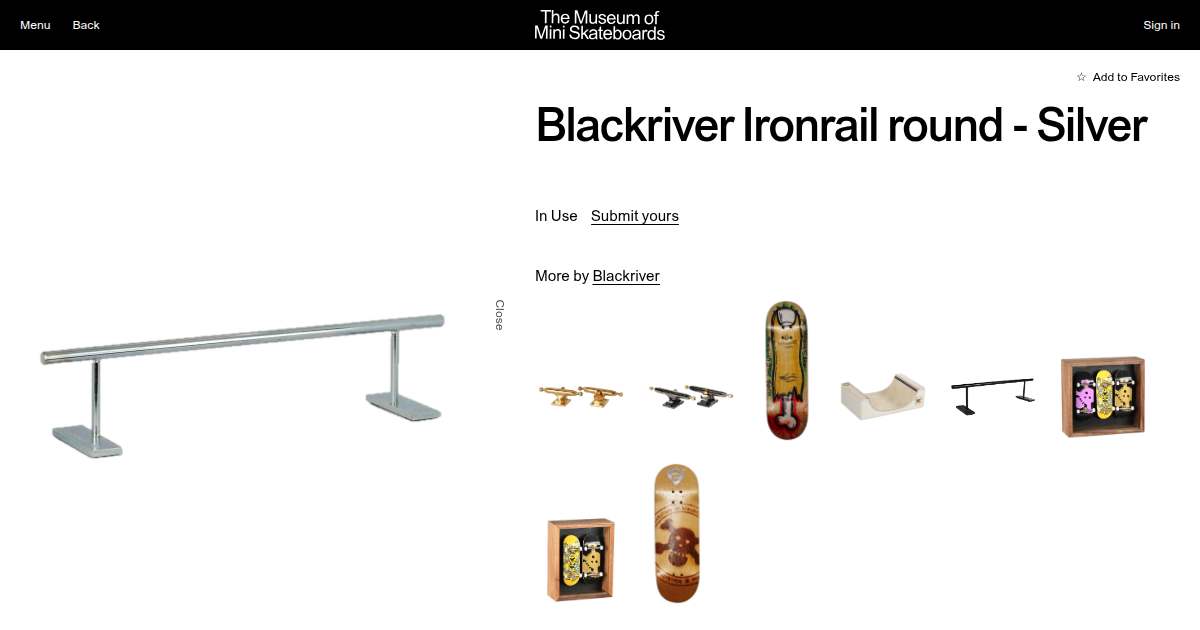 Menu Back
The Museum of
Mini Skateboards
Sign in
☆ Add to Favorites
Blackriver Ironrail round - Silver
In Use Submit yours
More by Blackriver
Close